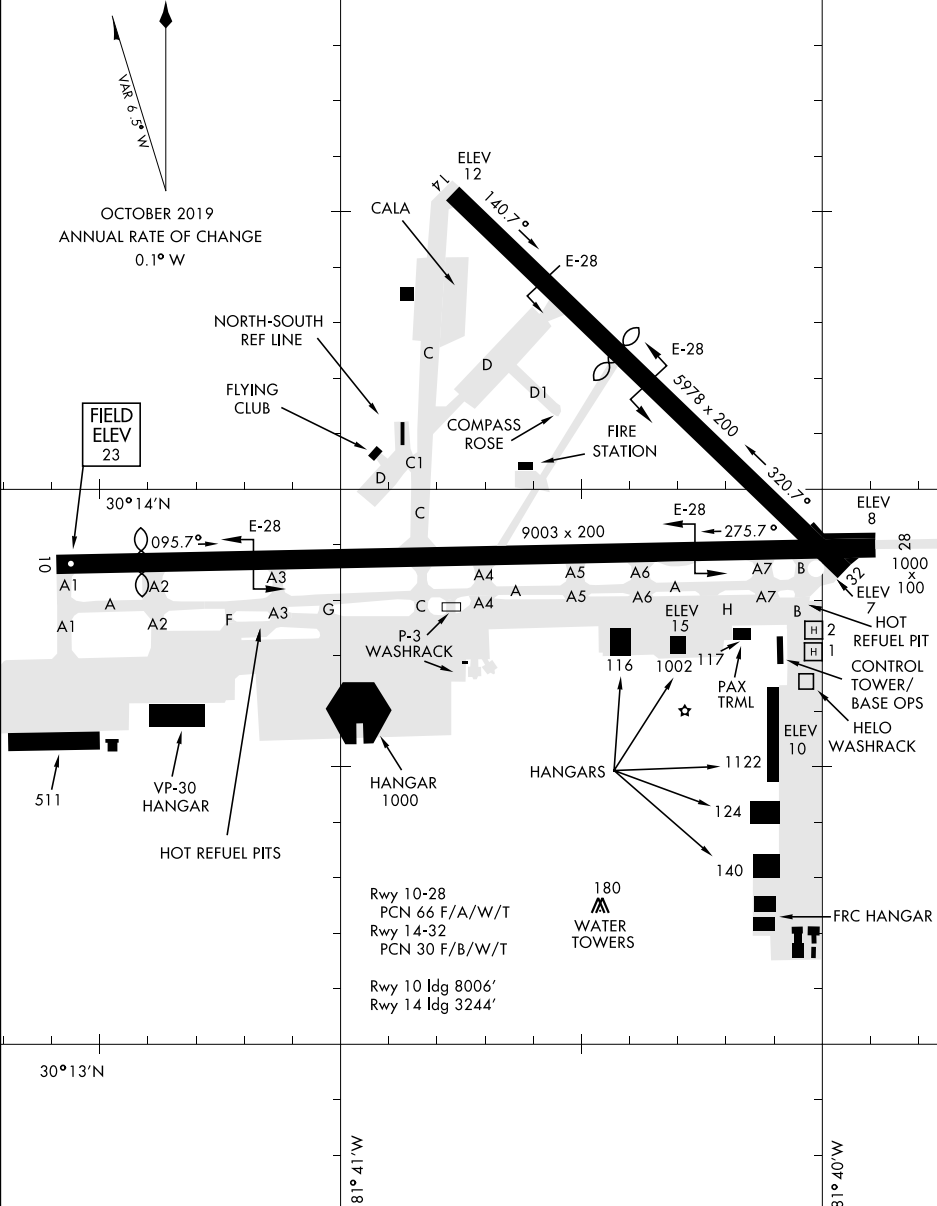 VAR 6.5° W
OCTOBER 2019
ANNUAL RATE OF CHANGE
0.1° W
ELEV
12
14
140.7°
CALA
E-28
NORTH-SOUTH
REF LINE
C
D
E-28
FLYING
CLUB
D1
5978 x 200
FIELD
ELEV
23
COMPASS
ROSE
FIRE
STATION
C1
D
320.7°
30° 14'N
C
ELEV
8
10
095.7°
E-28
9003 x 200
E-28
275.7°
28
1000
x
100
32
ELEV
7
A1
A2
A3
A4
A5
A6
A7
B
A
A
A
A1
A2
A3
A4
A5
A6
A7
B
F
G
C
H
ELEV
15
HOT
REFUEL PIT
P-3
WASHRACK
H 2
H 1
116
1002
117
PAX
TRML
CONTROL
TOWER/
BASE OPS
HELO
WASHRACK
ELEV
10
511
VP-30
HANGAR
HANGAR
1000
HANGARS
1122
124
140
HOT REFUEL PITS
180
WATER
TOWERS
FRC HANGAR
Rwy 10-28
PCN 66 F/A/W/T
Rwy 14-32
PCN 30 F/B/W/T
Rwy 10 ldg 8006'
Rwy 14 ldg 3244'
30° 13'N
81° 41'W
81° 40'W